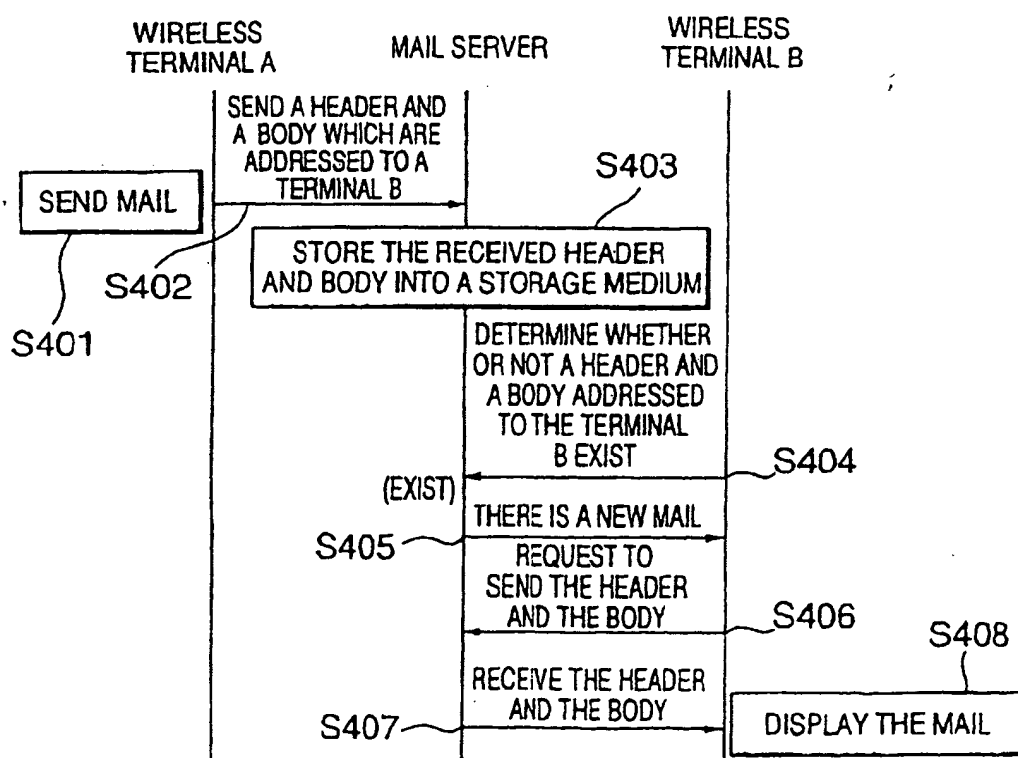 WIRELESS
TERMINAL A
MAIL SERVER
WIRELESS
TERMINAL B
SEND A HEADER AND
A BODY WHICH ARE
ADDRESSED TO A
TERMINAL B
SEND MAIL
S401
S402
S403
STORE THE RECEIVED HEADER
AND BODY INTO A STORAGE MEDIUM
DETERMINE WHETHER
OR NOT A HEADER AND
A BODY ADDRESSED
TO THE TERMINAL
B EXIST
S404
(EXIST)
THERE IS A NEW MAIL
S405
REQUEST TO
SEND THE HEADER
AND THE BODY
S406
S408
RECEIVE THE HEADER
AND THE BODY
S407
DISPLAY THE MAIL